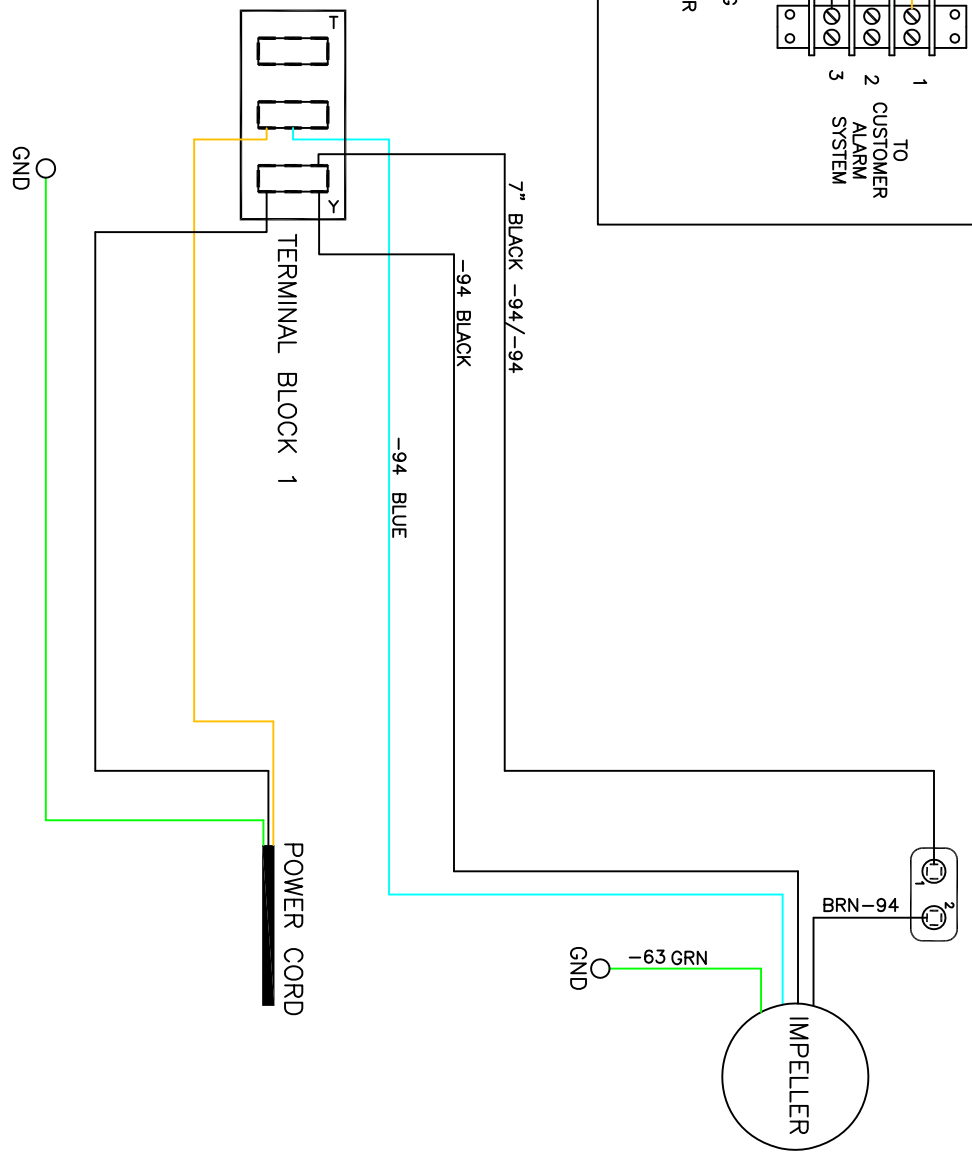 G
R
1
2
3
TO
CUSTOMER
ALARM
SYSTEM
T
Y
TERMINAL BLOCK 1
GND
7" BLACK -94/-94
-94 BLACK
-94 BLUE
POWER CORD
1
2
BRN-94
-63 GRN
GND
IMPELLER